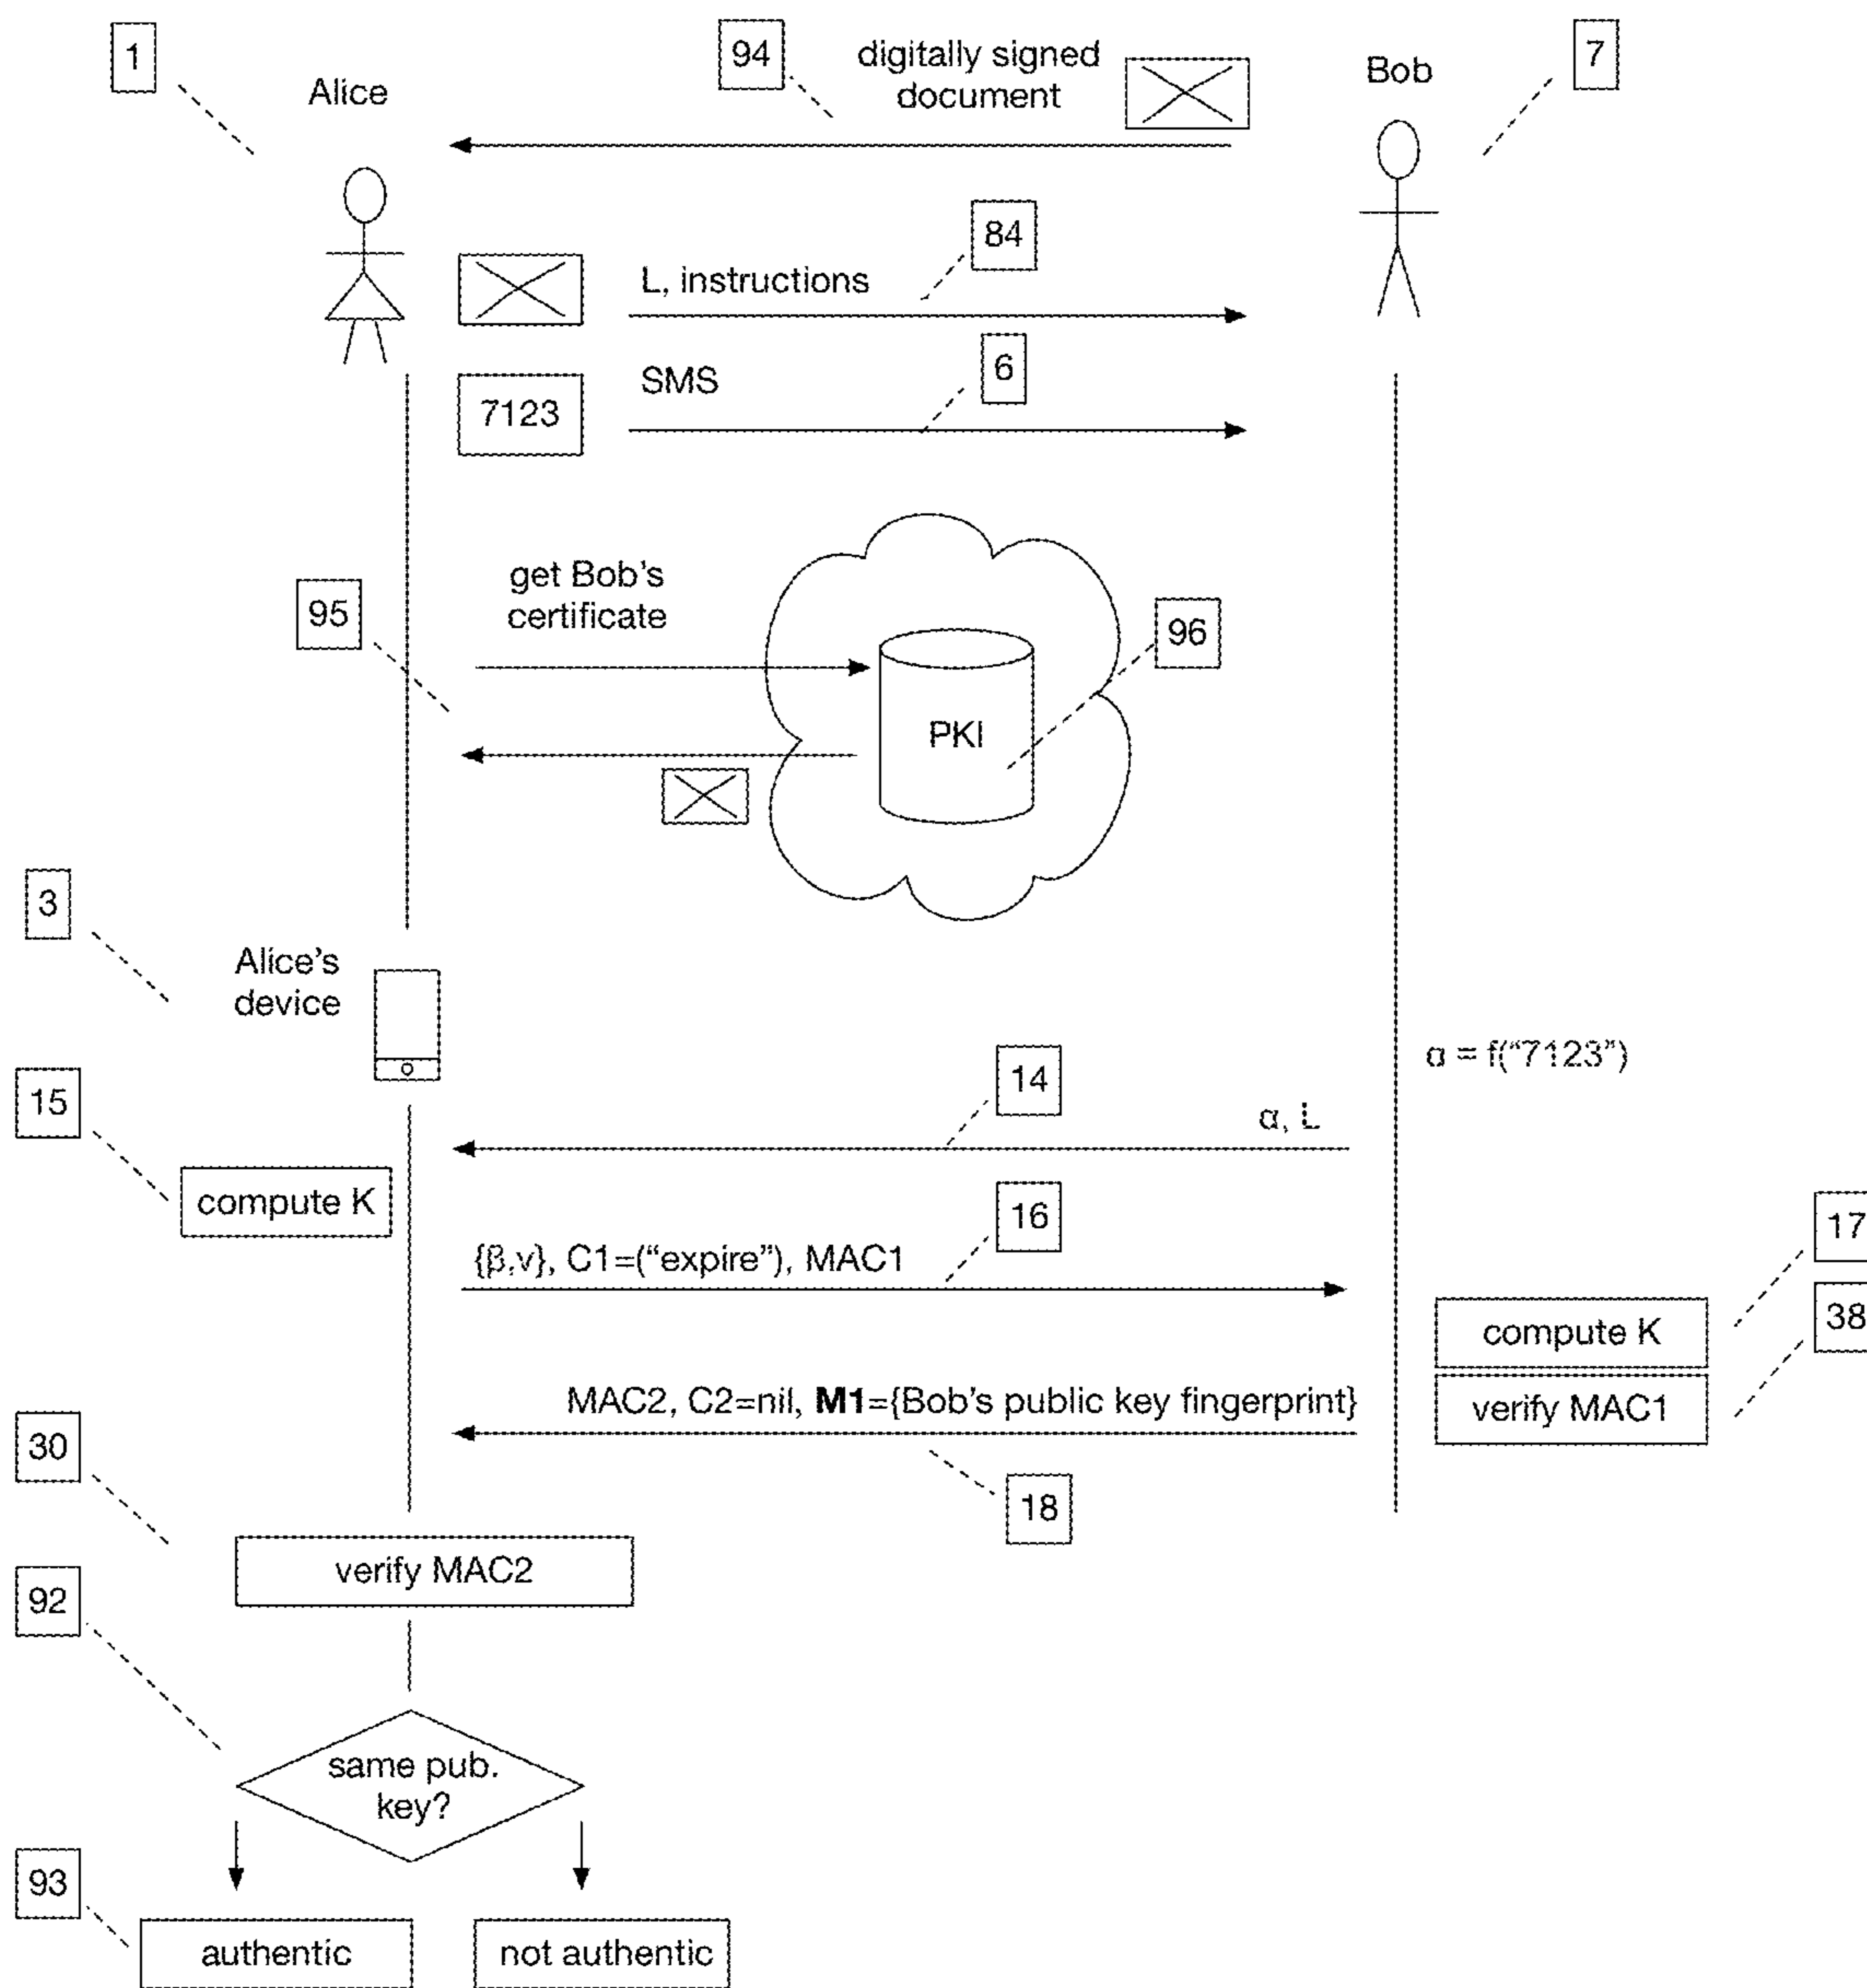 1
94
digitally signed
document
7
Alice
Bob
84
L, instructions
6
SMS
7123
get Bob's
certificate
95
96
PKI
3
Alice's
device
α = f("7123")
14
15
α, L
compute K
16
17
{β,v}, C1=("expire"), MAC1
38
compute K
MAC2, C2=nil, M1={Bob's public key fingerprint}
verify MAC1
30
18
verify MAC2
92
same pub.
key?
93
authentic
not authentic